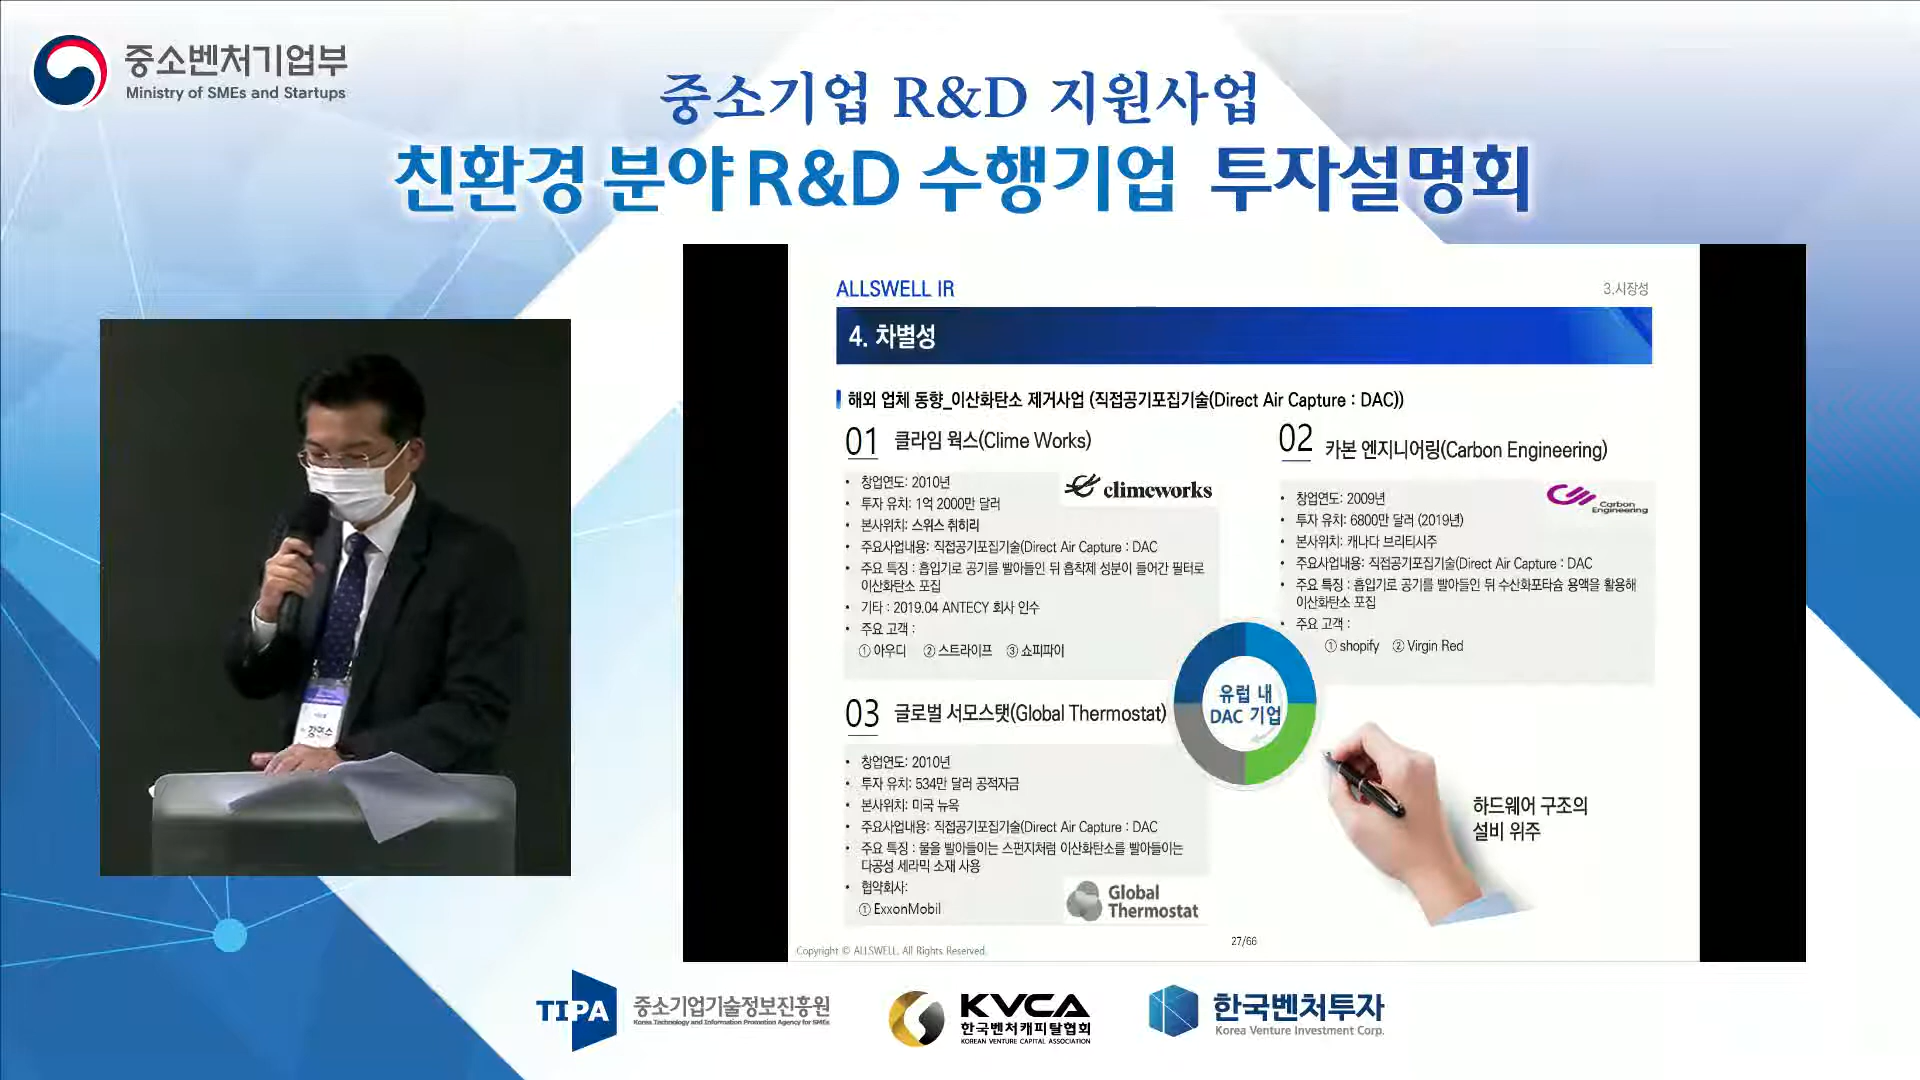 중소벤처기업부
Ministry of SMEs and Startups
중소기업 R&D 지원사업
친환경 분야 R&D 수행기업 투자설명회
ALLSWELL IR
3.시장성
4. 차별성
해외 업체 동향_이산화탄소 제거사업 (직접공기포집기술(Direct Air Capture : DAC))
01 클라임 웍스(Clime Works)
climeworks
• 창업연도: 2010년
• 투자 유치: 1억 2000만 달러
• 본사위치: 스위스 취히리
• 주요사업내용: 직접공기포집기술(Direct Air Capture : DAC
• 주요 특징 : 흡입기로 공기를 빨아들인 뒤 흡착제 성분이 들어간 필터로
이산화탄소 포집
• 기타 : 2019.04 ANTECY 회사 인수
• 주요 고객 :
① 아우디 ② 스트라이프 ③ 쇼피파이
02 카본 엔지니어링(Carbon Engineering)
Carbon
Engineering
• 창업연도: 2009년
• 투자 유치: 6800만 달러 (2019년)
• 본사위치: 캐나다 브리티시주
• 주요사업내용: 직접공기포집기술(Direct Air Capture : DAC
• 주요 특징 : 흡입기로 공기를 빨아들인 뒤 수산화포타슘 용액을 활용해
이산화탄소 포집
• 주요 고객 :
① shopify ② Virgin Red
03 글로벌 서모스탯(Global Thermostat)
• 창업연도: 2010년
• 투자 유치: 534만 달러 공적자금
• 본사위치: 미국 뉴욕
• 주요사업내용: 직접공기포집기술(Direct Air Capture : DAC
• 주요 특징 : 물을 빨아들이는 스펀지처럼 이산화탄소를 빨아들이는
다공성 세라믹 소재 사용
• 협약회사:
① ExxonMobil
Global
Thermostat
유럽 내
DAC 기업
하드웨어 구조의
설비 위주
27/66
Copyright © ALLSWELL. All Rights Reserved.
TIPA 중소기업기술정보진흥원
Korea Technology and Information Promotion Agency for SMEs
KVCA
한국벤처캐피탈협회
KOREAN VENTURE CAPITAL ASSOCIATION
한국벤처투자
Korea Venture Investment Corp.